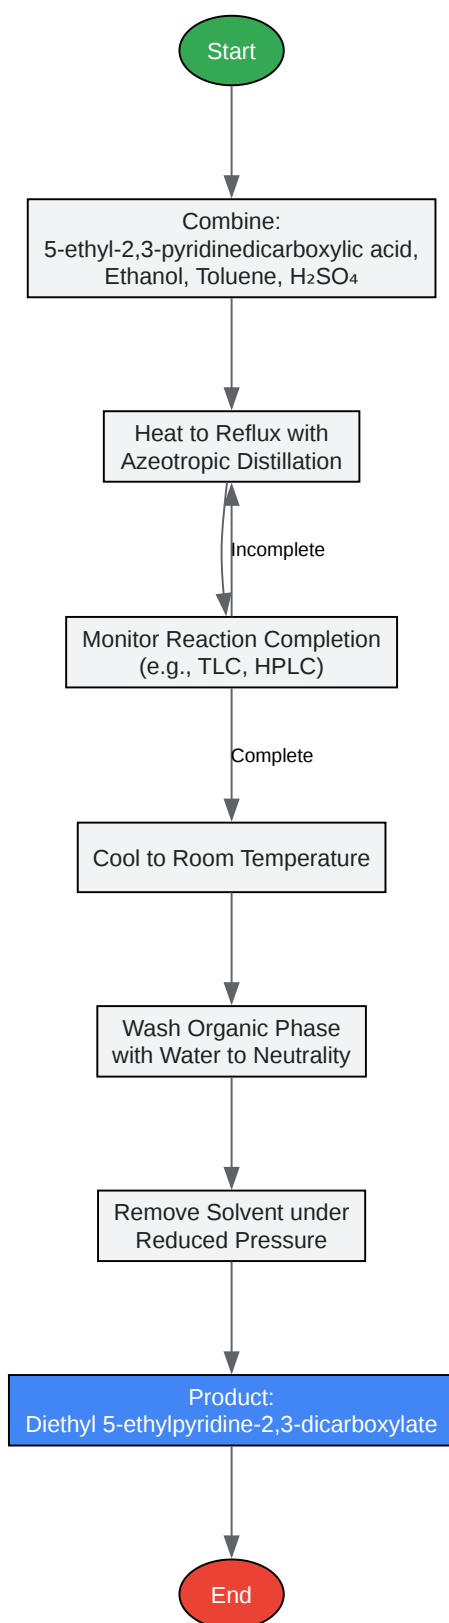 Start
Combine:
5-ethyl-2,3-pyridinedicarboxylic acid,
Ethanol, Toluene, H₂SO₄
Heat to Reflux with
Azeotropic Distillation
Incomplete
Monitor Reaction Completion
(e.g., TLC, HPLC)
Complete
Cool to Room Temperature
Wash Organic Phase
with Water to Neutrality
Remove Solvent under
Reduced Pressure
Product:
Diethyl 5-ethylpyridine-2,3-dicarboxylate
End